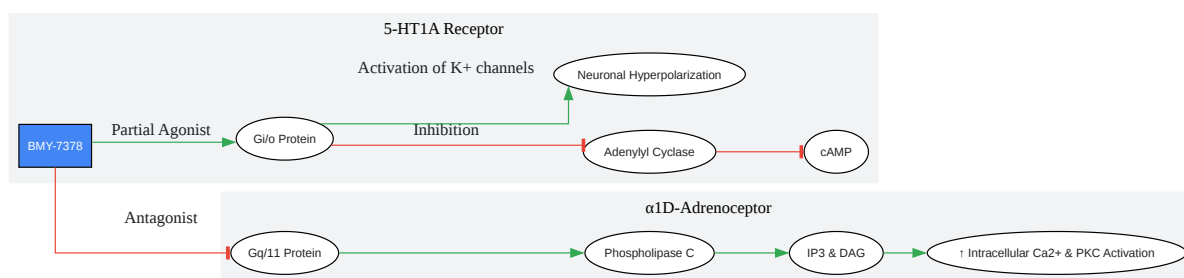 5-HT1A Receptor
Activation of K+ channels
Neuronal Hyperpolarization
BMY-7378
Partial Agonist
Gi/o Protein
Inhibition
Adenylyl Cyclase
cAMP
α1D-Adrenoceptor
Antagonist
Gq/11 Protein
Phospholipase C
IP3 & DAG
↑ Intracellular Ca2+ & PKC Activation